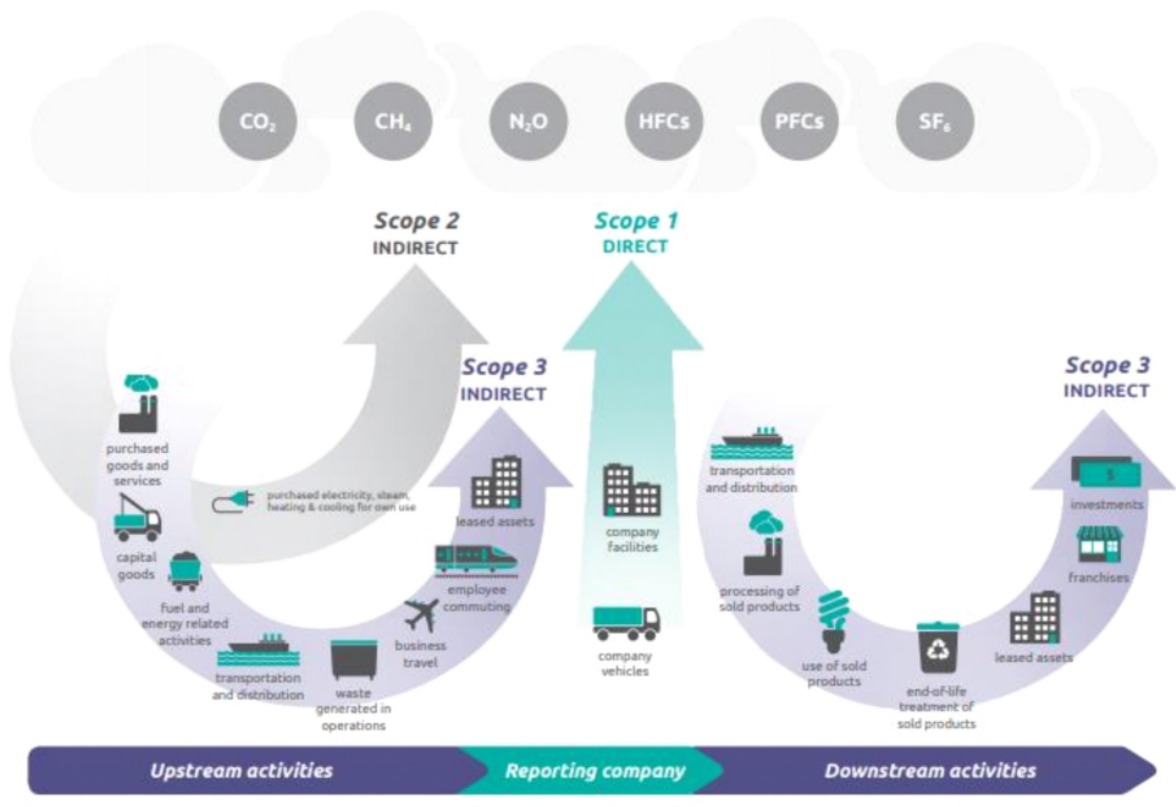 CO₂
CH₄
N₂O
HFCs
PFCs
SF₆
Scope 2
INDIRECT
Scope 1
DIRECT
Scope 3
INDIRECT
Scope 3
INDIRECT
purchased
goods and
services
capital
goods
fuel and
energy related
activities
transportation
and distribution
waste
generated in
operations
business
travel
employee
commuting
leased assets
purchased electricity, steam,
heating & cooling for own use
company
facilities
company
vehicles
transportation
and distribution
processing of
sold products
use of sold
products
end-of-life
treatment of
sold products
leased assets
franchises
$
investments
Upstream activities
Reporting company
Downstream activities